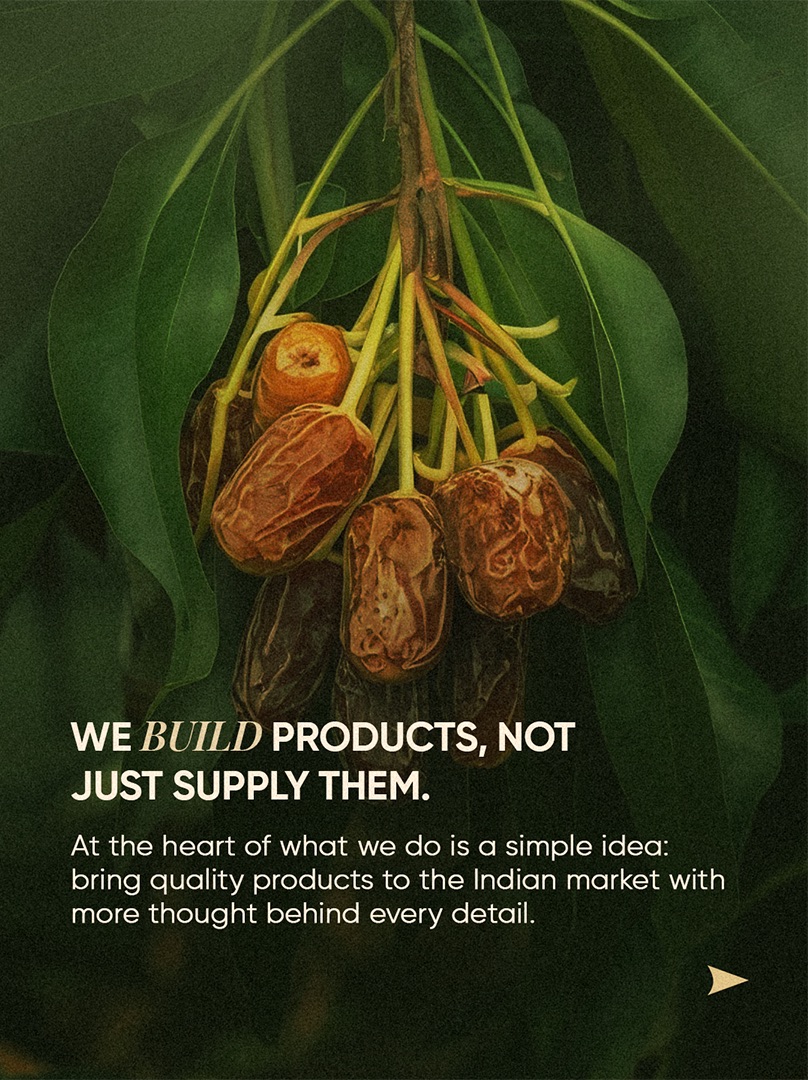 WE BUILD PRODUCTS, NOT
JUST SUPPLY THEM.
At the heart of what we do is a simple idea:
bring quality products to the Indian market with
more thought behind every detail.